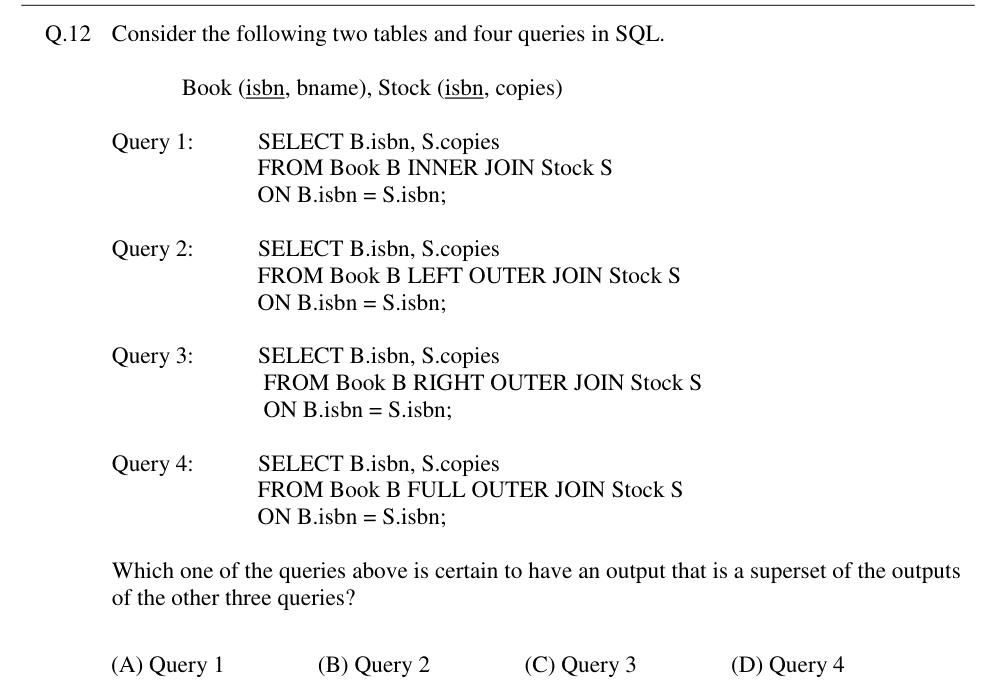 Q.12 Consider the following two tables and four queries in SQL.
Book (isbn, bname), Stock (isbn, copies)
Query 1: SELECT B.isbn, S.copies
FROM Book B INNER JOIN Stock S
ON B.isbn = S.isbn;
Query 2: SELECT B.isbn, S.copies
FROM Book B LEFT OUTER JOIN Stock S
ON B.isbn = S.isbn;
Query 3: SELECT B.isbn, S.copies
FROM Book B RIGHT OUTER JOIN Stock S
ON B.isbn = S.isbn;
Query 4: SELECT B.isbn, S.copies
FROM Book B FULL OUTER JOIN Stock S
ON B.isbn = S.isbn;
Which one of the queries above is certain to have an output that is a superset of the outputs
of the other three queries?
(A) Query 1 (B) Query 2 (C) Query 3 (D) Query 4